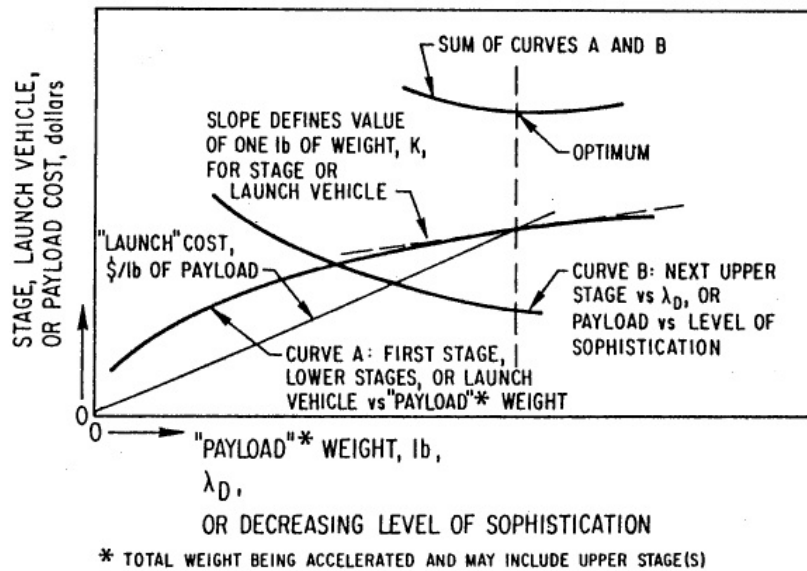 STAGE, LAUNCH VEHICLE,
OR PAYLOAD COST, dollars
SUM OF CURVES A AND B
SLOPE DEFINES VALUE
OF ONE lb OF WEIGHT, K,
FOR STAGE OR
LAUNCH VEHICLE
OPTIMUM
"LAUNCH" COST,
$/lb OF PAYLOAD
CURVE B: NEXT UPPER
STAGE vs λD, OR
PAYLOAD vs LEVEL OF
SOPHISTICATION
CURVE A: FIRST STAGE,
LOWER STAGES, OR LAUNCH
VEHICLE vs "PAYLOAD"* WEIGHT
0
0
"PAYLOAD"* WEIGHT, lb,
λD,
OR DECREASING LEVEL OF SOPHISTICATION
* TOTAL WEIGHT BEING ACCELERATED AND MAY INCLUDE UPPER STAGE(S)